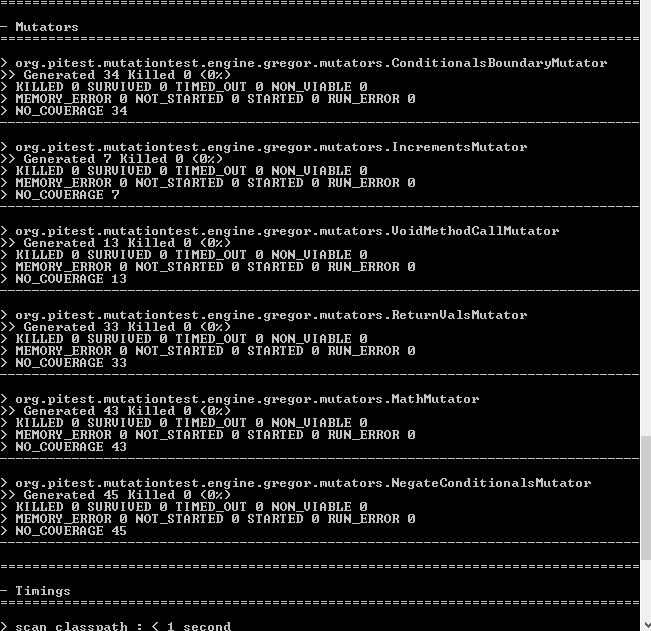 ================================================================================
- Mutators
================================================================================
> org.pitest.mutationtest.engine.gregor.mutators.ConditionalsBoundaryMutator
>> Generated 34 Killed 0 (0%)
> KILLED 0 SURVIVED 0 TIMED_OUT 0 NON_VIABLE 0
> MEMORY_ERROR 0 NOT_STARTED 0 STARTED 0 RUN_ERROR 0
> NO_COVERAGE 34
--------------------------------------------------------------------------------
> org.pitest.mutationtest.engine.gregor.mutators.IncrementsMutator
>> Generated 7 Killed 0 (0%)
> KILLED 0 SURVIVED 0 TIMED_OUT 0 NON_VIABLE 0
> MEMORY_ERROR 0 NOT_STARTED 0 STARTED 0 RUN_ERROR 0
> NO_COVERAGE 7
--------------------------------------------------------------------------------
> org.pitest.mutationtest.engine.gregor.mutators.VoidMethodCallMutator
>> Generated 13 Killed 0 (0%)
> KILLED 0 SURVIVED 0 TIMED_OUT 0 NON_VIABLE 0
> MEMORY_ERROR 0 NOT_STARTED 0 STARTED 0 RUN_ERROR 0
> NO_COVERAGE 13
--------------------------------------------------------------------------------
> org.pitest.mutationtest.engine.gregor.mutators.ReturnValsMutator
>> Generated 33 Killed 0 (0%)
> KILLED 0 SURVIVED 0 TIMED_OUT 0 NON_VIABLE 0
> MEMORY_ERROR 0 NOT_STARTED 0 STARTED 0 RUN_ERROR 0
> NO_COVERAGE 33
--------------------------------------------------------------------------------
> org.pitest.mutationtest.engine.gregor.mutators.MathMutator
>> Generated 43 Killed 0 (0%)
> KILLED 0 SURVIVED 0 TIMED_OUT 0 NON_VIABLE 0
> MEMORY_ERROR 0 NOT_STARTED 0 STARTED 0 RUN_ERROR 0
> NO_COVERAGE 43
--------------------------------------------------------------------------------
> org.pitest.mutationtest.engine.gregor.mutators.NegateConditionalsMutator
>> Generated 45 Killed 0 (0%)
> KILLED 0 SURVIVED 0 TIMED_OUT 0 NON_VIABLE 0
> MEMORY_ERROR 0 NOT_STARTED 0 STARTED 0 RUN_ERROR 0
> NO_COVERAGE 45
--------------------------------------------------------------------------------
================================================================================
- Timings
================================================================================
> scan classpath : < 1 second